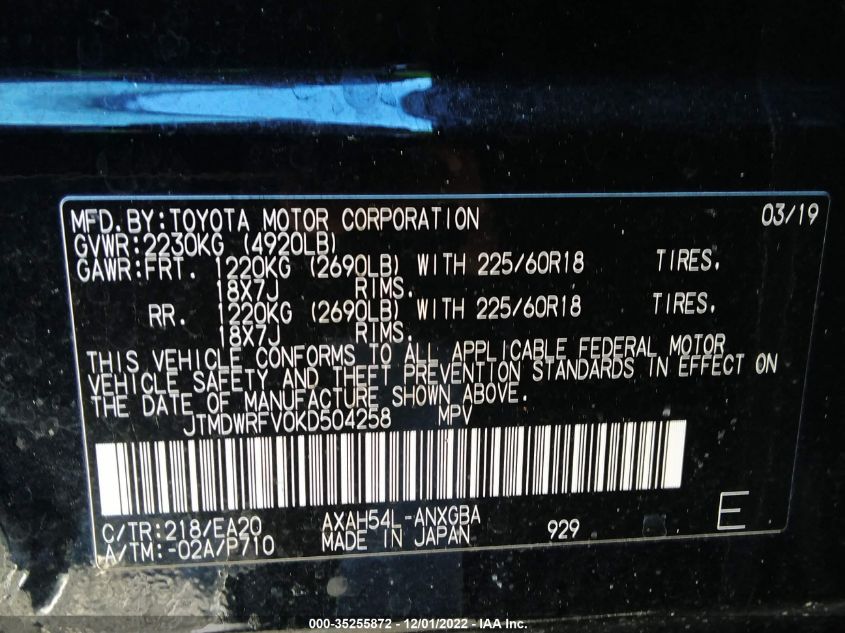 MFD.BY:TOYOTA MOTOR CORPORATION 03/19
GVWR:2230KG (4920LB)
GAWR:FRT. 1220KG (2690LB) WITH 225/60R18 TIRES.
18X7J RIMS.
RR. 1220KG (2690LB) WITH 225/60R18 TIRES.
18X7J RIMS.
THIS VEHICLE CONFORMS TO ALL APPLICABLE FEDERAL MOTOR
VEHICLE SAFETY AND THEFT PREVENTION STANDARDS IN EFFECT ON
THE DATE OF MANUFACTURE SHOWN ABOVE.
JTMDWRFV0KD504258 MPV
C/TR:218/EA20 AXAH54L-ANXGBA
A/TM:-02A/P710 MADE IN JAPAN 929 E
000-35255872 - 12/01/2022 - IAA Inc.